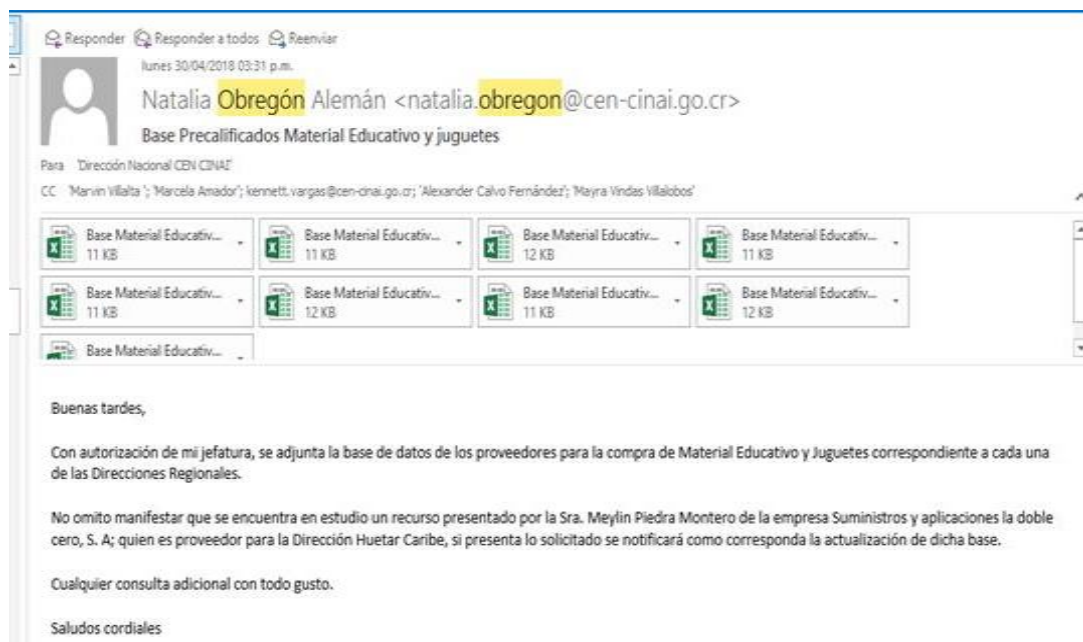 Responder Responder a todos Reenviar
lunes 30/04/2018 03:31 p.m.
Natalia Obregón Alemán <natalia.obregon@cen-cinai.go.cr>
Base Precalificados Material Educativo y juguetes
Para 'Dirección Nacional CEN CINAI'
CC 'Marvin Villalta '; 'Marcela Amador'; kennett.vargas@cen-cinai.go.cr; 'Alexander Calvo Fernández'; 'Mayra Vindas Villalobos'
Base Material Educativ... Base Material Educativ... Base Material Educativ... Base Material Educativ...
11 KB 11 KB 12 KB 11 KB
Base Material Educativ... Base Material Educativ... Base Material Educativ... Base Material Educativ...
11 KB 12 KB 11 KB 12 KB
Base Material Educativ...
Buenas tardes,
Con autorización de mi jefatura, se adjunta la base de datos de los proveedores para la compra de Material Educativo y Juguetes correspondiente a cada una
de las Direcciones Regionales.
No omito manifestar que se encuentra en estudio un recurso presentado por la Sra. Meylin Piedra Montero de la empresa Suministros y aplicaciones la doble
cero, S. A; quien es proveedor para la Dirección Huetar Caribe, si presenta lo solicitado se notificará como corresponda la actualización de dicha base.
Cualquier consulta adicional con todo gusto.
Saludos cordiales